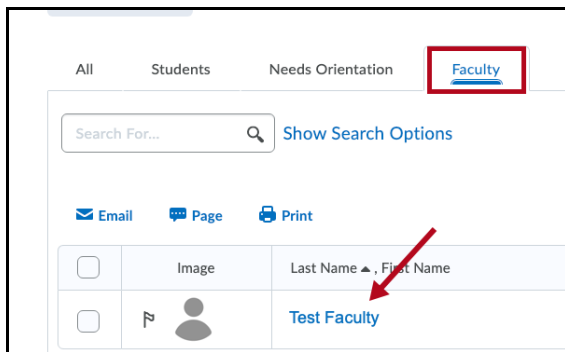 All Students Needs Orientation Faculty
Search For... Show Search Options
Email Page Print
Image Last Name ▲ , First Name
Test Faculty